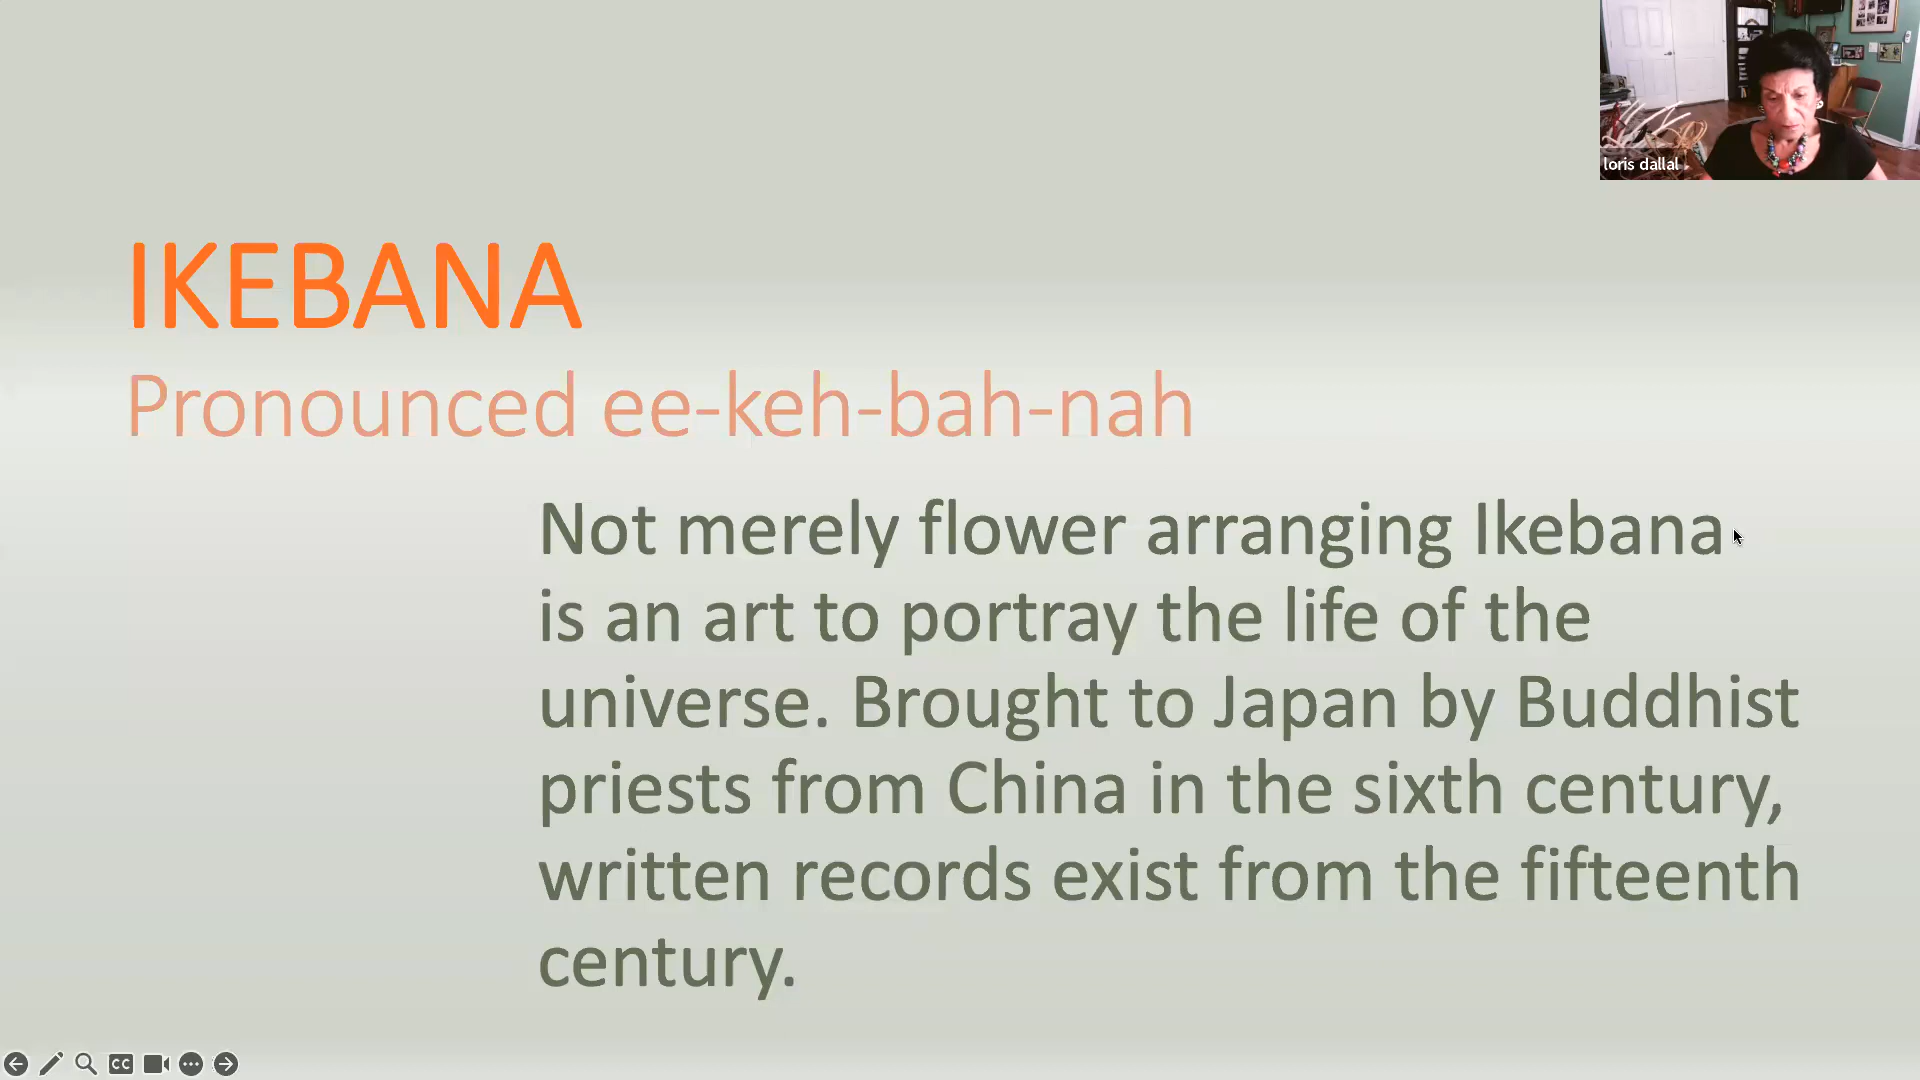 loris dallal
IKEBANA
Pronounced ee-keh-bah-nah
Not merely flower arranging Ikebana
is an art to portray the life of the
universe. Brought to Japan by Buddhist
priests from China in the sixth century,
written records exist from the fifteenth
century.
CC